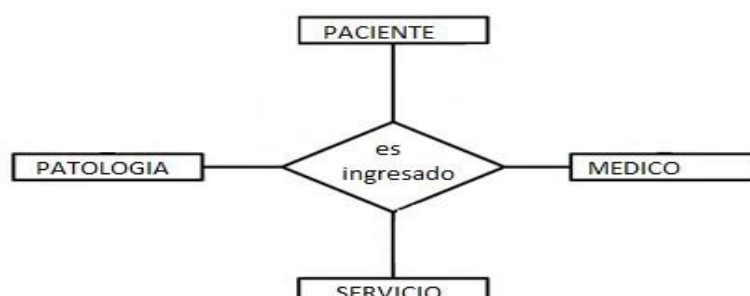 PACIENTE
PATOLOGIA
es
ingresado
MEDICO
SERVICIO